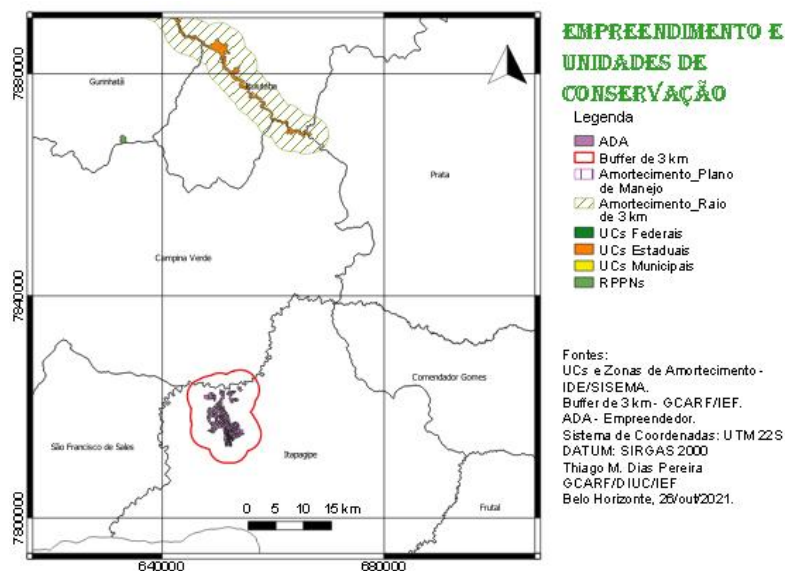 EMPREENDIMENTO E
UNIDADES DE
CONSERVAÇÃO
Legenda
ADA
Buffer de 3 km
Amortecimento_Plano
de Manejo
Amortecimento_Raio
de 3 km
UCs Federais
UCs Estaduais
UCs Municipais
RPPNs
Fontes:
UCs e Zonas de Amortecimento -
IDE/SISEMA.
Buffer de 3 km - GCARF/IEF.
ADA - Empreendedor.
Sistema de Coordenadas: UTM 22S
DATUM: SIRGAS 2000
Thiago M. Dias Pereira
GCARF/DIUC/IEF
Belo Horizonte, 26/out/2021.
7880000
7840000
7800000
640000
680000
Gurinhatã
Prata
Campina Verde
Comendador Gomes
São Francisco de Sales
Itapagipe
Frutal
0 5 10 15 km